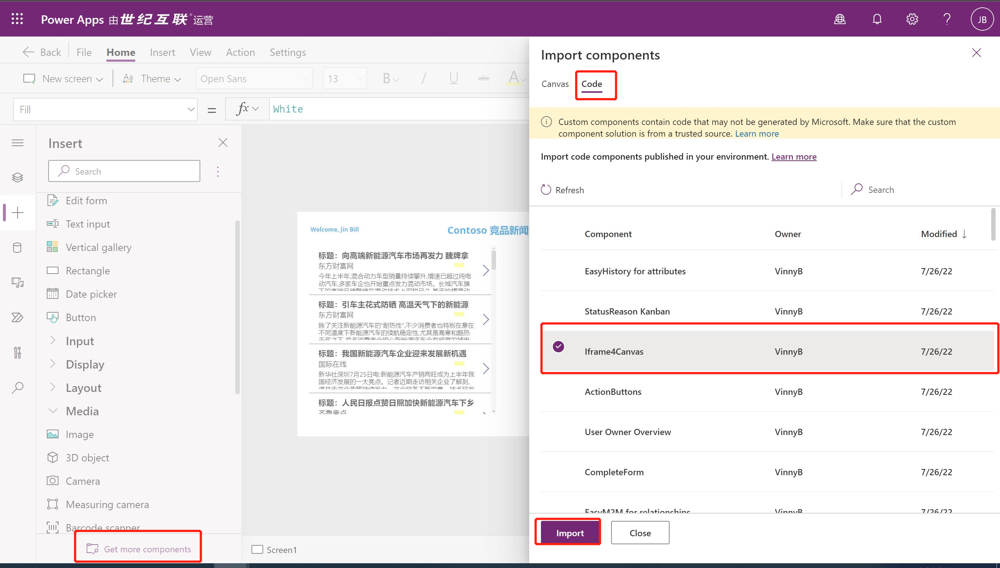 Power Apps 由世纪互联®运营
JB
Back File Home Insert View Action Settings
New screen Theme Open Sans 13 B / U abc A
Fill = fx White
Insert
Search
Edit form
Text input
Vertical gallery
Rectangle
Date picker
Button
Input
Display
Layout
Media
Image
3D object
Camera
Measuring camera
Barcode scanner
Get more components
Welcome, Jin Bill
Contoso 竞品新闻
标题：向高端新能源汽车市场再发力 魏牌拿
东方财富网
今年上半年,混合动力车型销量持续攀升,增速已超过纯电
动汽车,多家车企也开始重点发力混动市场。长城汽车旗
标题：引车主花式防晒 高温天气下的新能源
东方财富网
除了关注新能源汽车的“耐热性”,不少消费者也特别在意在
不同温度下新能源汽车的续航稳定性,尤其是高寒和酷热
标题：我国新能源汽车企业迎来发展新机遇
国际在线
新华社深圳7月25日电:新能源汽车产销两旺成为上半年我
国经济发展的一大亮点。记者近期走访相关企业了解到,
标题：人民日报点赞日照加快新能源汽车下乡
齐鲁壹点
Screen1
Import components
Canvas Code
Custom components contain code that may not be generated by Microsoft. Make sure that the custom
component solution is from a trusted source. Learn more
Import code components published in your environment. Learn more
Refresh Search
Component Owner Modified
EasyHistory for attributes VinnyB 7/26/22
StatusReason Kanban VinnyB 7/26/22
Iframe4Canvas VinnyB 7/26/22
ActionButtons VinnyB 7/26/22
User Owner Overview VinnyB 7/26/22
CompleteForm VinnyB 7/26/22
EasyM2M for relationships VinnyB 7/26/22
Import Close